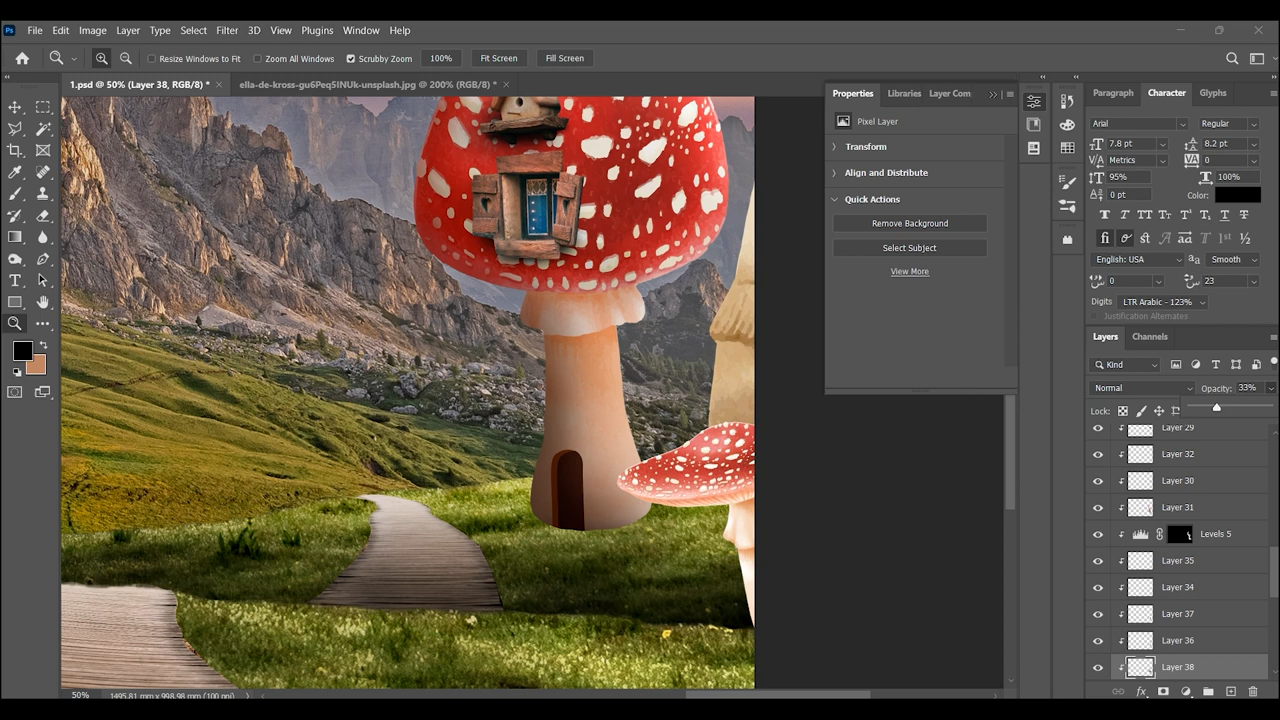 Ps File Edit Image Layer Type Select Filter 3D View Plugins Window Help
Resize Windows to Fit Zoom All Windows Scrubby Zoom 100% Fit Screen Fill Screen
1.psd @ 50% (Layer 38, RGB/8) * × ella-de-kross-gu6Peq5INUk-unsplash.jpg @ 200% (RGB/8) * ×
Properties Libraries Layer Com
Pixel Layer
Transform
Align and Distribute
Quick Actions
Remove Background
Select Subject
View More
Paragraph Character Glyphs
Arial Regular
7.8 pt 8.2 pt
Metrics 0
95% 100%
0 pt Color:
English: USA Smooth
0 23
Digits LTR Arabic - 123%
Justification Alternates
Layers Channels
Kind
Normal Opacity: 33%
Lock:
Layer 29
Layer 32
Layer 30
Layer 31
Levels 5
Layer 35
Layer 34
Layer 37
Layer 36
Layer 38
50% 1495.81 mm x 998.98 mm (100 ppi)